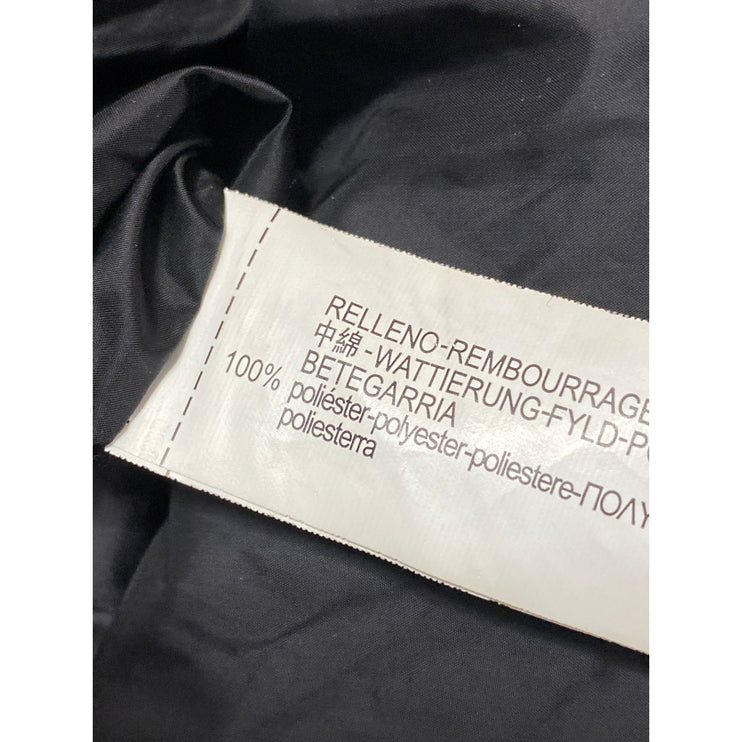 RELLENO-REMBOURRAGE
中綿-WATTIERUNG-FYLD-P
BETEGARRIA
100% poliéster-polyester-poliestere-ΠΟΛΥ
poliesterra